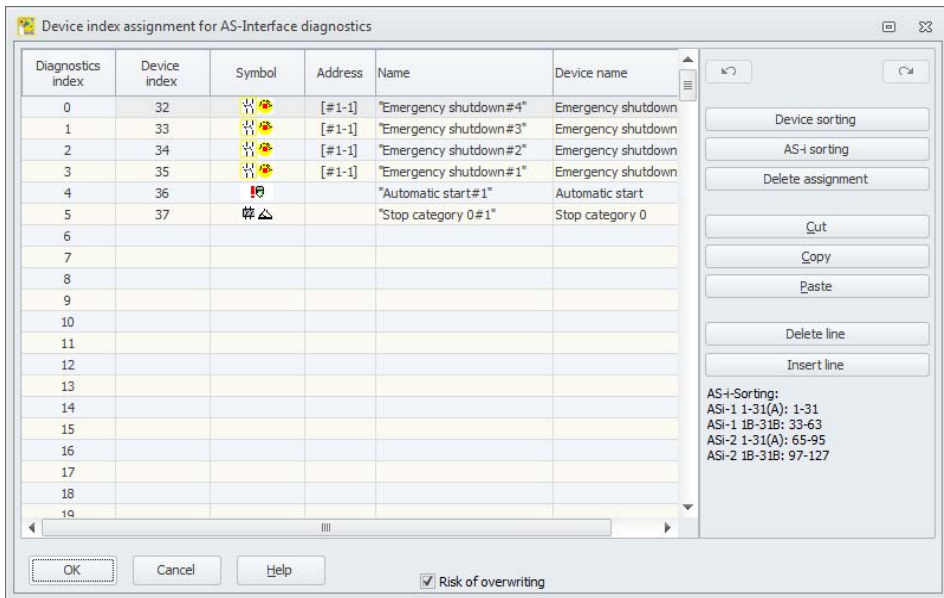 Device index assignment for AS-Interface diagnostics
Diagnostics index Device index Symbol Address Name Device name
0 32 [#1-1] "Emergency shutdown#4" Emergency shutdown
1 33 [#1-1] "Emergency shutdown#3" Emergency shutdown
2 34 [#1-1] "Emergency shutdown#2" Emergency shutdown
3 35 [#1-1] "Emergency shutdown#1" Emergency shutdown
4 36 "Automatic start#1" Automatic start
5 37 "Stop category 0#1" Stop category 0
6
7
8
9
10
11
12
13
14
15
16
17
18
19
Device sorting
AS-i sorting
Delete assignment
Cut
Copy
Paste
Delete line
Insert line
AS-i-Sorting:
ASi-1 1-31(A): 1-31
ASi-1 1B-31B: 33-63
ASi-2 1-31(A): 65-95
ASi-2 1B-31B: 97-127
OK Cancel Help
Risk of overwriting